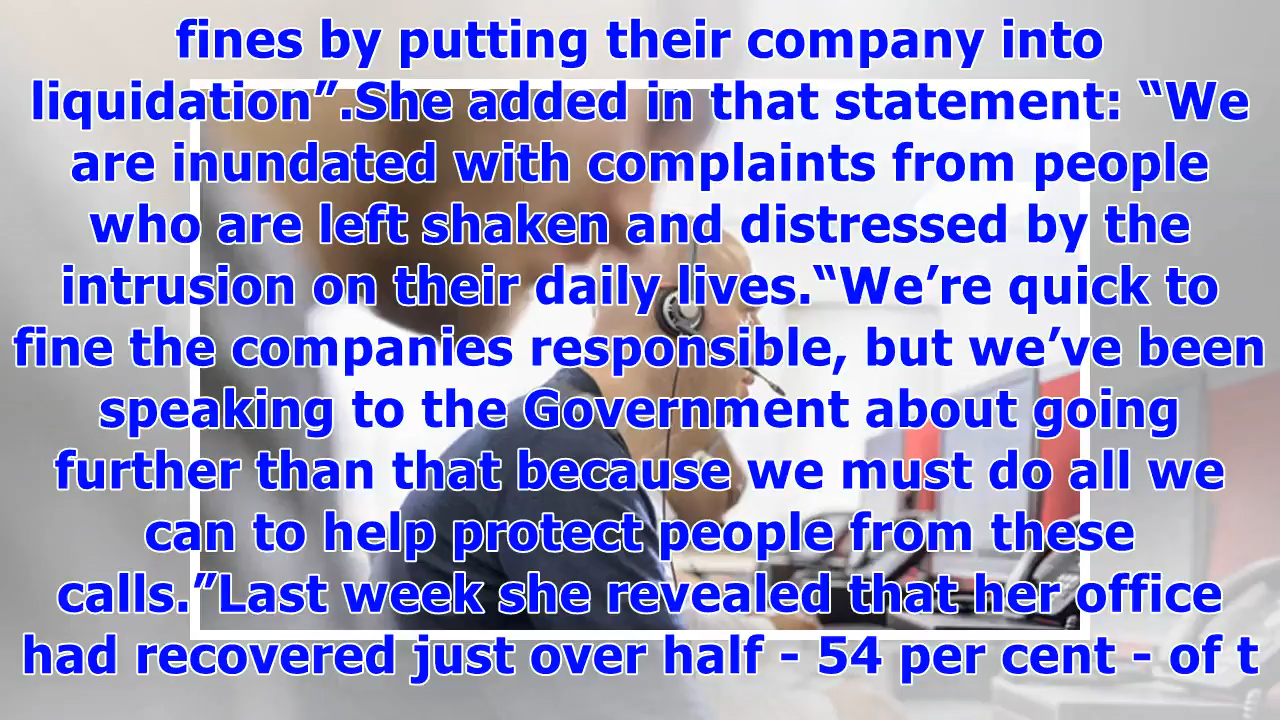 fines by putting their company into
liquidation”.She added in that statement: “We
are inundated with complaints from people
who are left shaken and distressed by the
intrusion on their daily lives.“We’re quick to
fine the companies responsible, but we’ve been
speaking to the Government about going
further than that because we must do all we
can to help protect people from these
calls.”Last week she revealed that her office
had recovered just over half - 54 per cent - of t